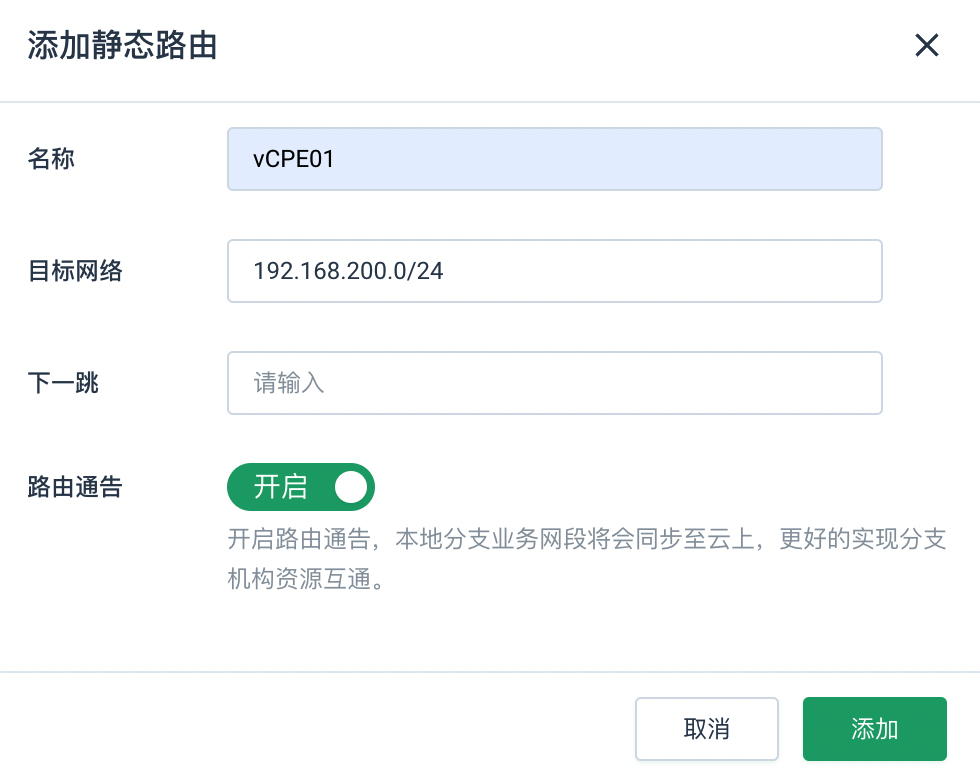 添加静态路由
名称
vCPE01
目标网络
192.168.200.0/24
下一跳
请输入
路由通告
开启
开启路由通告，本地分支业务网段将会同步至云上，更好的实现分支
机构资源互通。
取消
添加